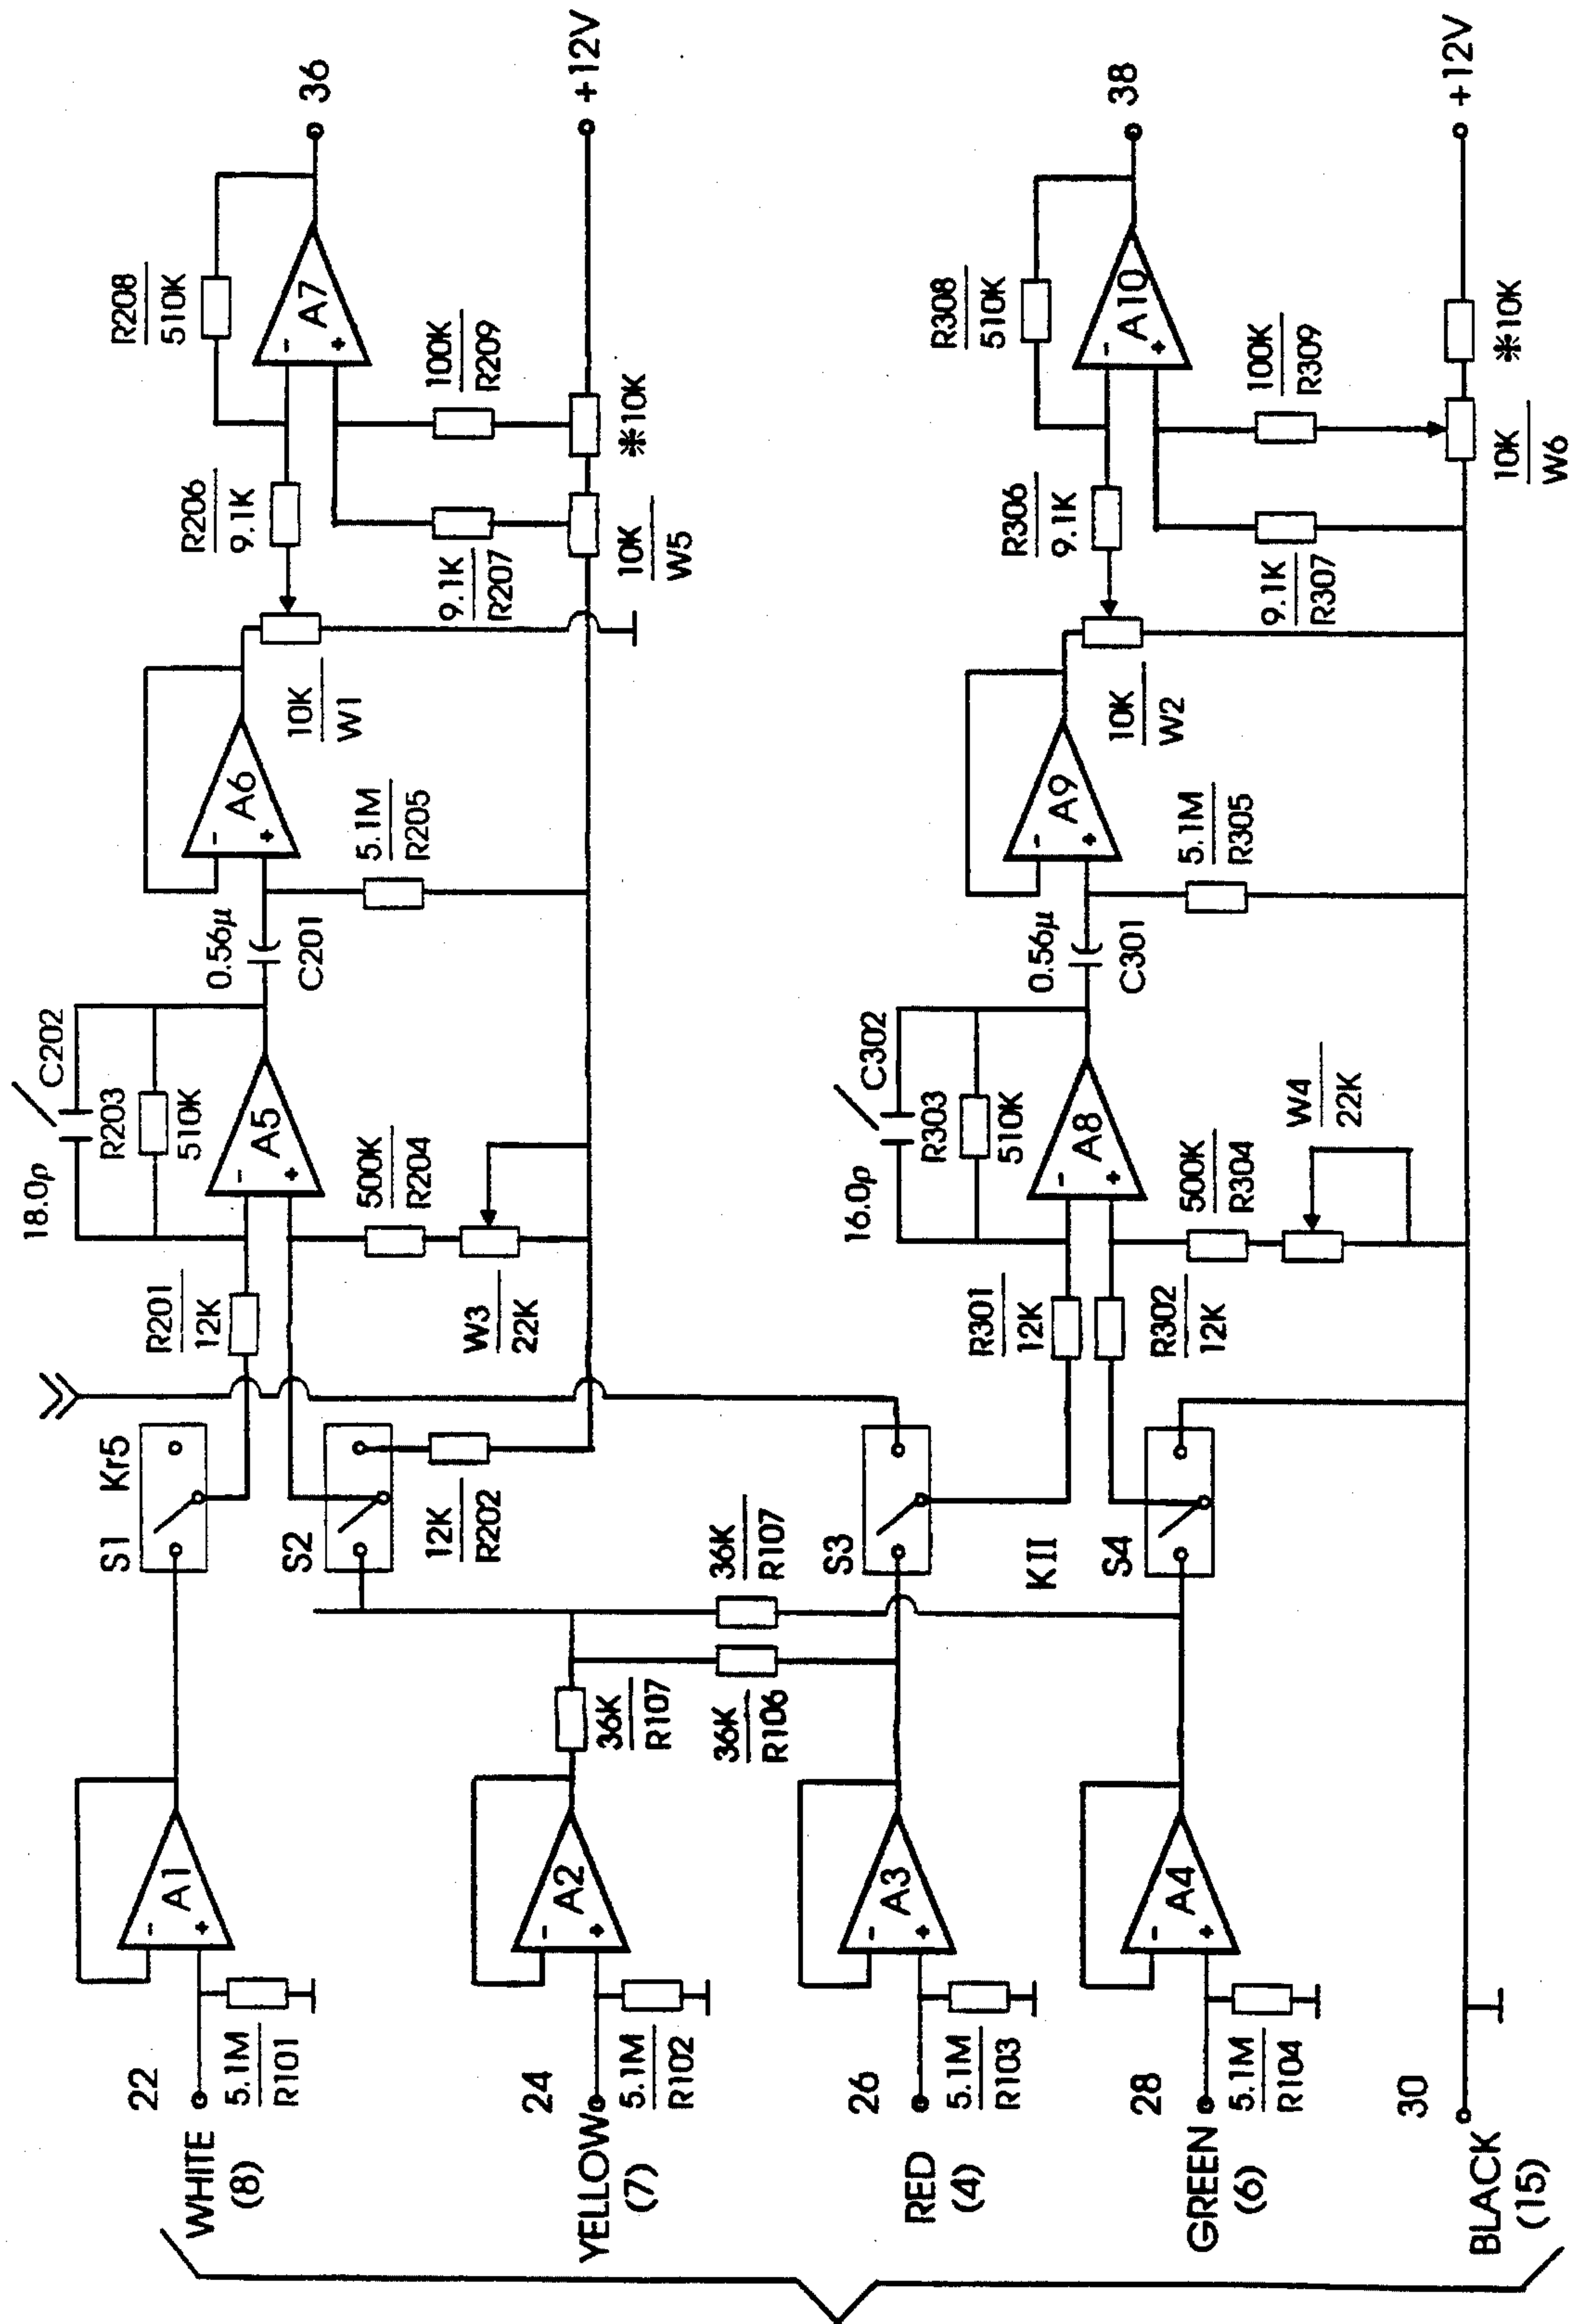 WHITE
(8)
22
5.1M
R101
-
+
A1
S1
Kr5
R201
12K
18.0p
C202
R203
510K
-
+
A5
500K
R204
W3
22K
0.56µ
C201
-
+
A6
5.1M
R205
10K
W1
R206
9.1K
9.1K
R207
R208
510K
-
+
A7
100K
R209
10K
W5
※10K
36
+12V
YELLOW
(7)
24
5.1M
R102
-
+
A2
36K
R107
S2
12K
R202
36K
R107
36K
R106
RED
(4)
26
5.1M
R103
-
+
A3
S3
KII
R301
12K
R302
12K
16.0p
C302
R303
510K
-
+
A8
500K
R304
W4
22K
0.56µ
C301
-
+
A9
5.1M
R305
10K
W2
R306
9.1K
9.1K
R307
R308
510K
-
+
A10
100K
R309
10K
W6
※10K
38
+12V
GREEN
(6)
28
5.1M
R104
-
+
A4
S4
BLACK
(15)
30